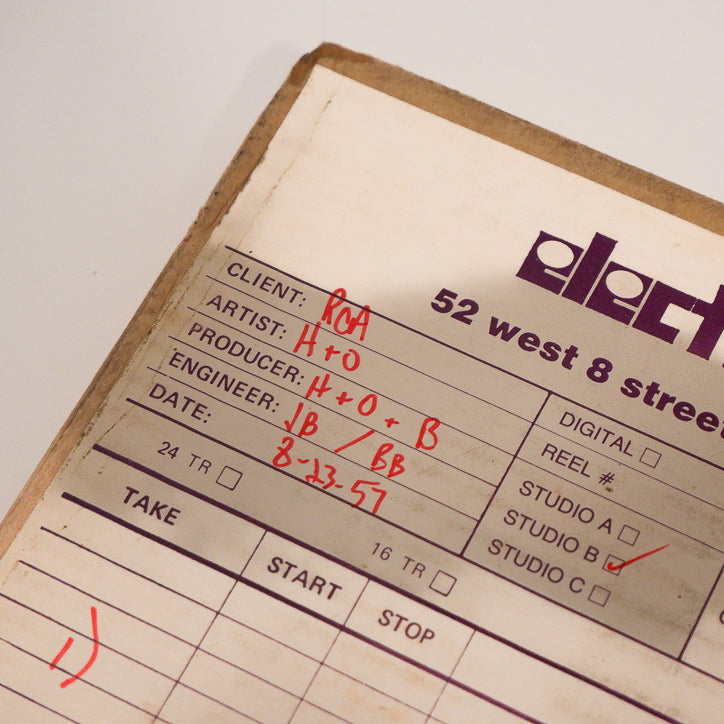 elect
52 west 8 street
CLIENT: RCA
ARTIST: H + O
PRODUCER: H + O + B
ENGINEER: JB / BB
DATE: 8-23-57
DIGITAL
REEL #
STUDIO A
STUDIO B ✓
STUDIO C
24 TR
16 TR
TAKE
START
STOP
1)